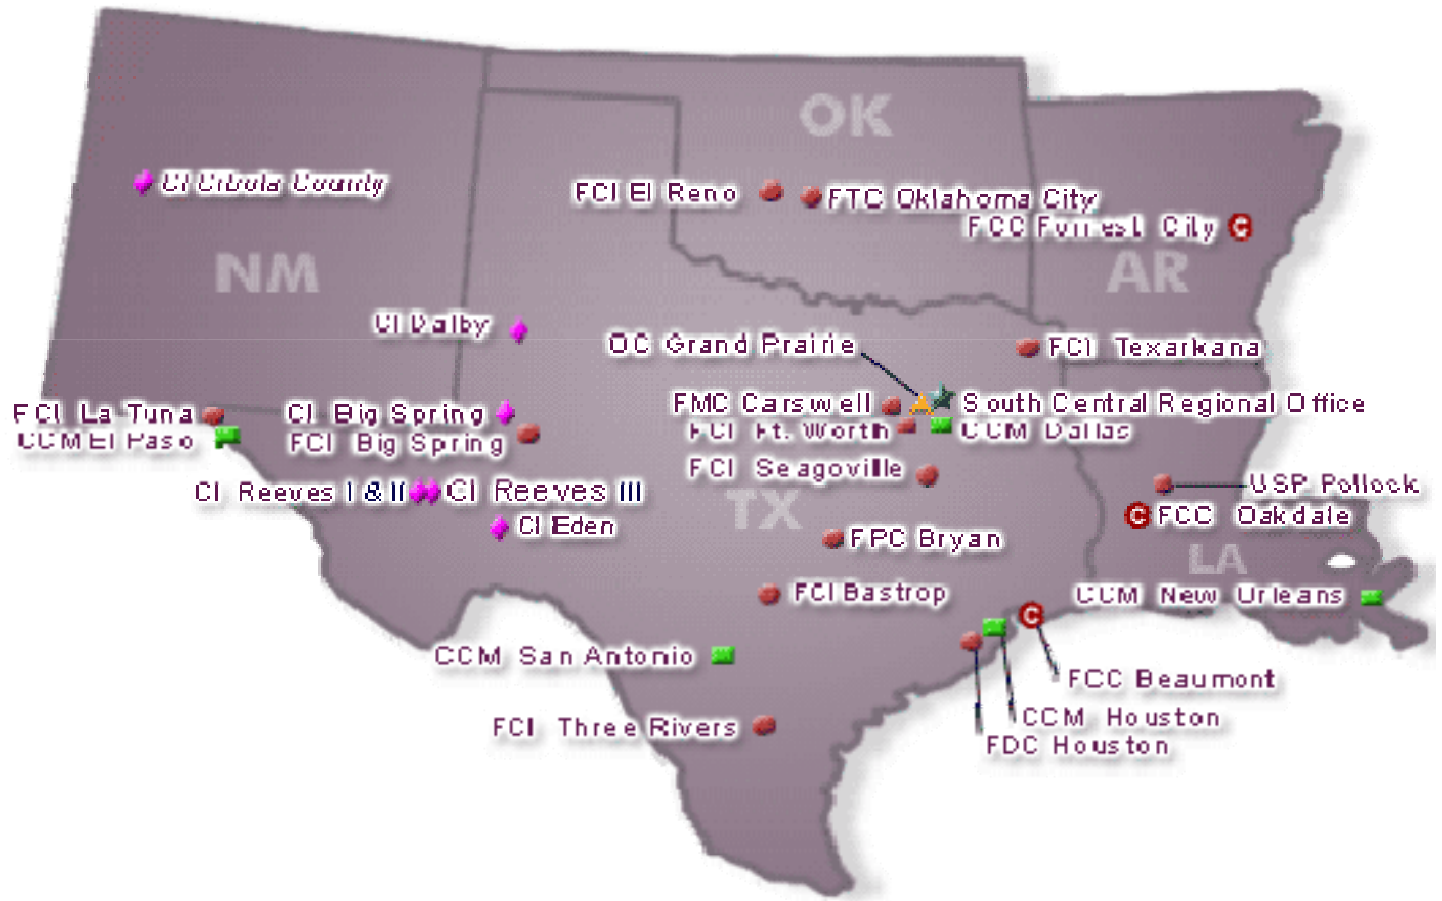 OK
CI Cibola County
FCI El Reno
FTC Oklahoma City
FCC Forrest City
NM
AR
CI Dalby
OC Grand Prairie
FCI Texarkana
FCI La Tuna
CI Big Spring
FMC Carswell
South Central Regional Office
CCM El Paso
FCI Big Spring
FCI Ft. Worth
CCM Dallas
FCI Seagoville
CI Reeves I & II
CI Reeves III
USP Pollock
TX
C FCC Oakdale
CI Eden
FPC Bryan
LA
FCI Bastrop
CCM New Orleans
C
CCM San Antonio
FCC Beaumont
CCM Houston
FCI Three Rivers
FDC Houston